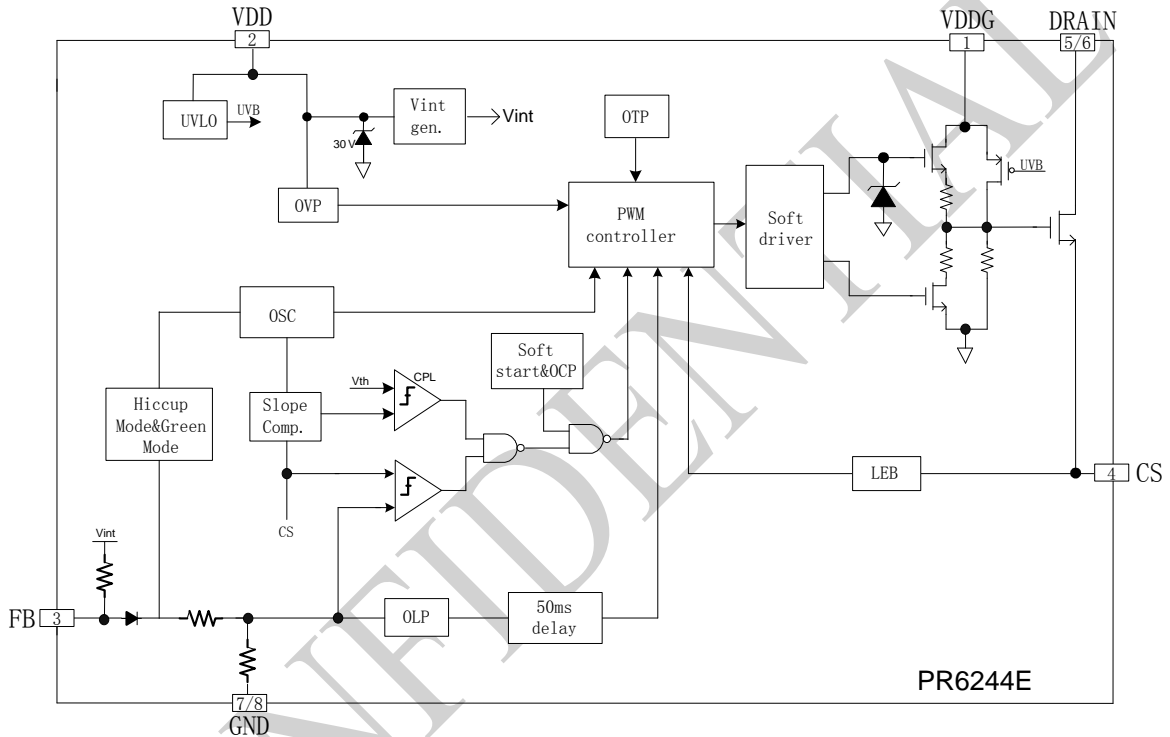 VDD
2
VDDG
1
DRAIN
5/6
UVLO
UVB
30 V
Vint
gen.
Vint
OTP
UVB
OVP
PWM
controller
Soft
driver
OSC
Soft
start&OCP
Vth
CPL
Hiccup
Mode&Green
Mode
Slope
Comp.
LEB
4
CS
CS
Vint
FB
3
OLP
50ms
delay
PR6244E
7/8
GND
NFIDENTIAL